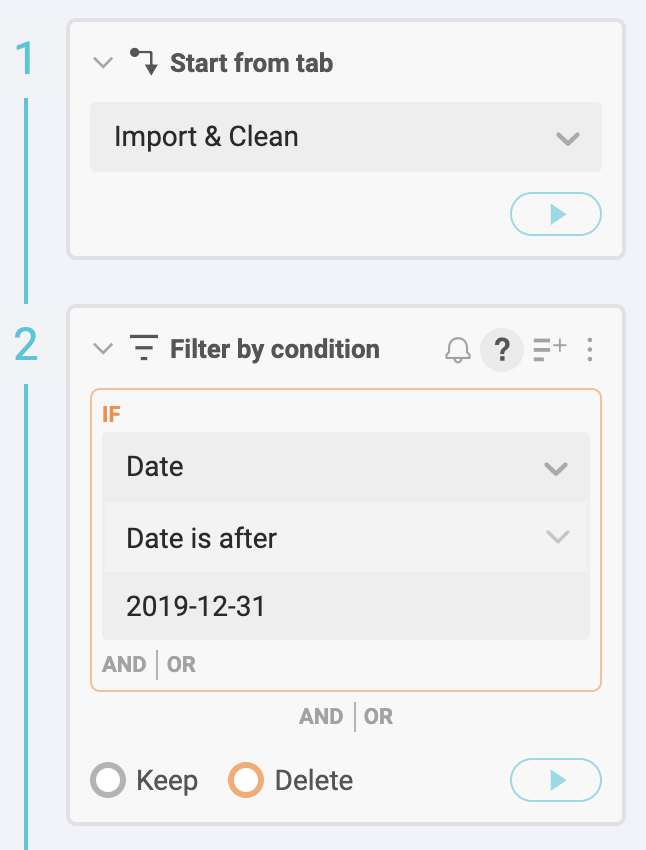 1
Start from tab
Import & Clean
2
Filter by condition ?
IF
Date
Date is after
2019-12-31
AND | OR
AND | OR
Keep Delete